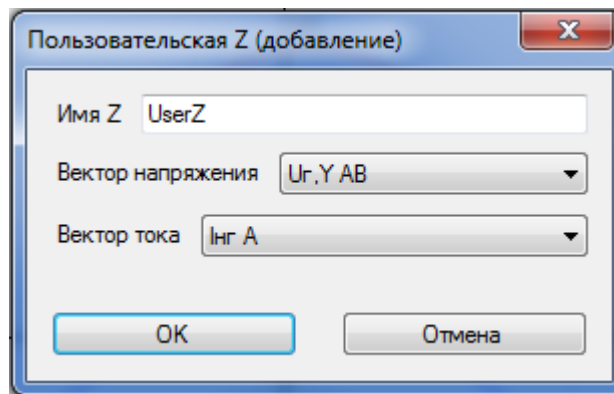 Пользовательская Z (добавление)
Имя Z UserZ
Вектор напряжения Uг,Y AB
Вектор тока Iнг A
OK Отмена